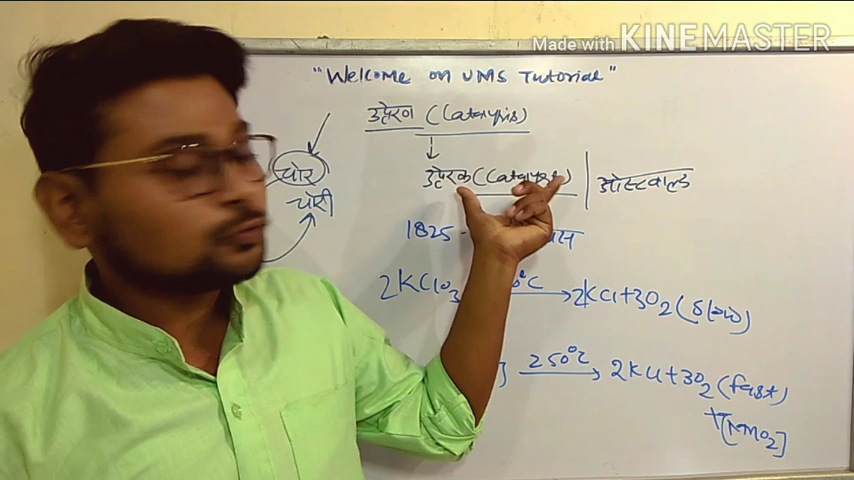 Made with KINEMASTER
"Welcome on UMS Tutorial"
उत्प्रेरण (Catalysis)
उत्प्रेरक (Catalyst) ओस्टवाल्ड
चोर
चोरी
1825 -
2KClO3 °C 2KCl+3O2 (Slow)
250°C 2KCl+3O2 (fast)
+[MnO2]